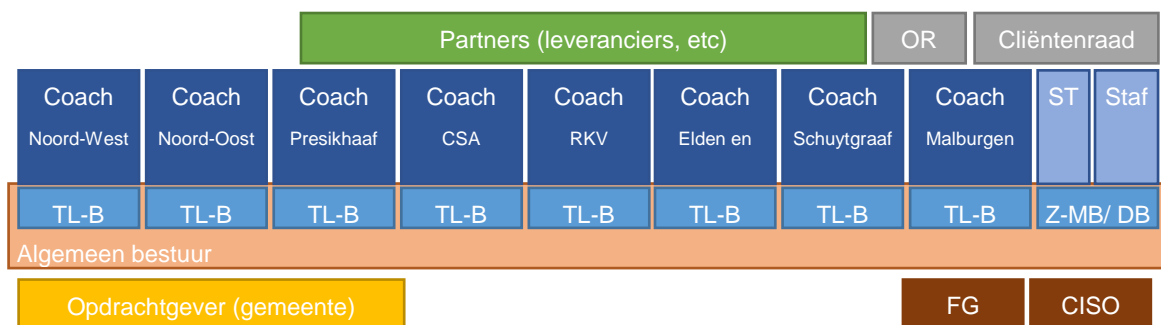 Partners (leveranciers, etc)
OR
Cliëntenraad
Coach
Noord-West
Coach
Noord-Oost
Coach
Presikhaaf
Coach
CSA
Coach
RKV
Coach
Elden en
Coach
Schuytgraaf
Coach
Malburgen
ST
Staf
TL-B
TL-B
TL-B
TL-B
TL-B
TL-B
TL-B
TL-B
Z-MB/ DB
Algemeen bestuur
Opdrachtgever (gemeente)
FG
CISO